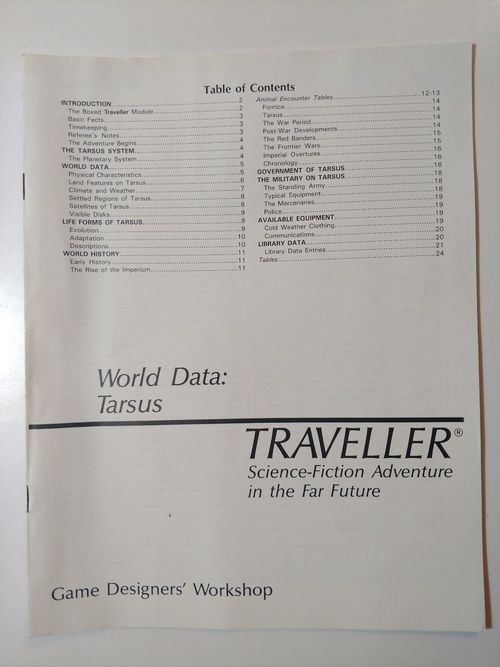 Table of Contents
INTRODUCTION....2
The Boxed Traveller Module....2
Basic Facts....3
Timekeeping....3
Referee's Notes....3
The Adventure Begins....4
THE TARSUS SYSTEM....4
The Planetary System....4
WORLD DATA....5
Physical Characteristics....5
Land Features on Tarsus....6
Climate and Weather....7
Settled Regions of Tarsus....8
Satellites of Tarsus....8
Visible Disks....9
LIFE FORMS OF TARSUS....9
Evolution....9
Adaptation....10
Descriptions....10
WORLD HISTORY....11
Early History....11
The Rise of the Imperium....11
Animal Encounter Tables....12-13
Fornice....14
Tarsus....14
The War Period....14
Post-War Developments....14
The Red Banders....15
The Frontier Wars....15
Imperial Overtures....16
Chronology....16
GOVERNMENT OF TARSUS....16
THE MILITARY ON TARSUS....18
The Standing Army....18
Typical Equipment....18
The Mercenaries....19
Police....19
AVAILABLE EQUIPMENT....19
Cold Weather Clothing....20
Communications....20
LIBRARY DATA....21
Library Data Entries....21
Tables....24
World Data:
Tarsus
TRAVELLER®
Science-Fiction Adventure
in the Far Future
Game Designers' Workshop